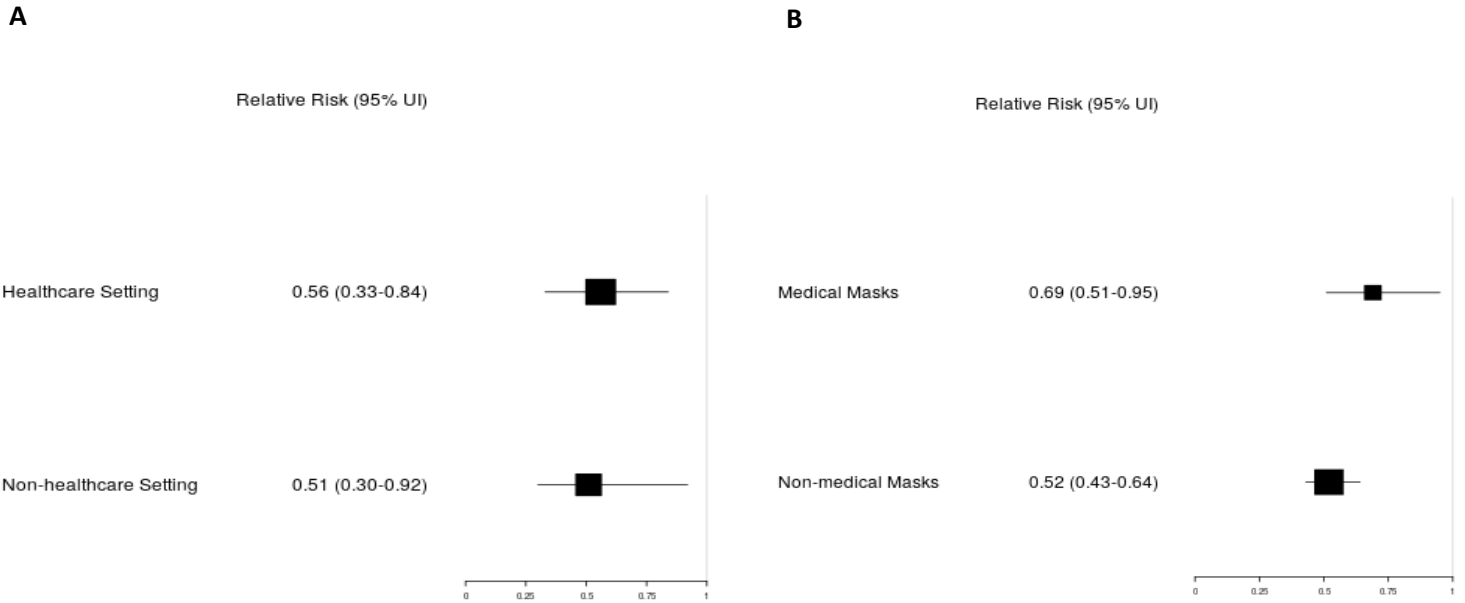 A
Relative Risk (95% UI)
Healthcare Setting 0.56 (0.33-0.84)
Non-healthcare Setting 0.51 (0.30-0.92)
0 0.25 0.5 0.75 1
B
Relative Risk (95% UI)
Medical Masks 0.69 (0.51-0.95)
Non-medical Masks 0.52 (0.43-0.64)
0 0.25 0.5 0.75 1